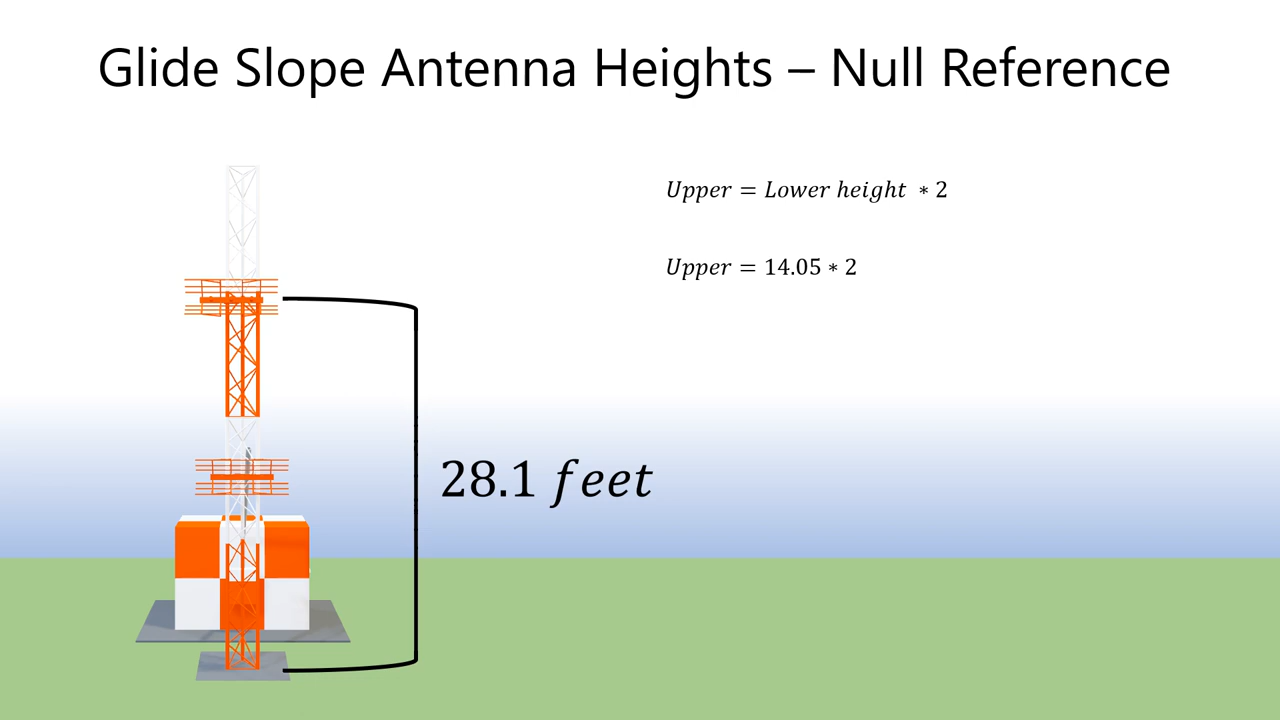 Glide Slope Antenna Heights – Null Reference
Upper = Lower height * 2
Upper = 14.05 * 2
28.1 feet